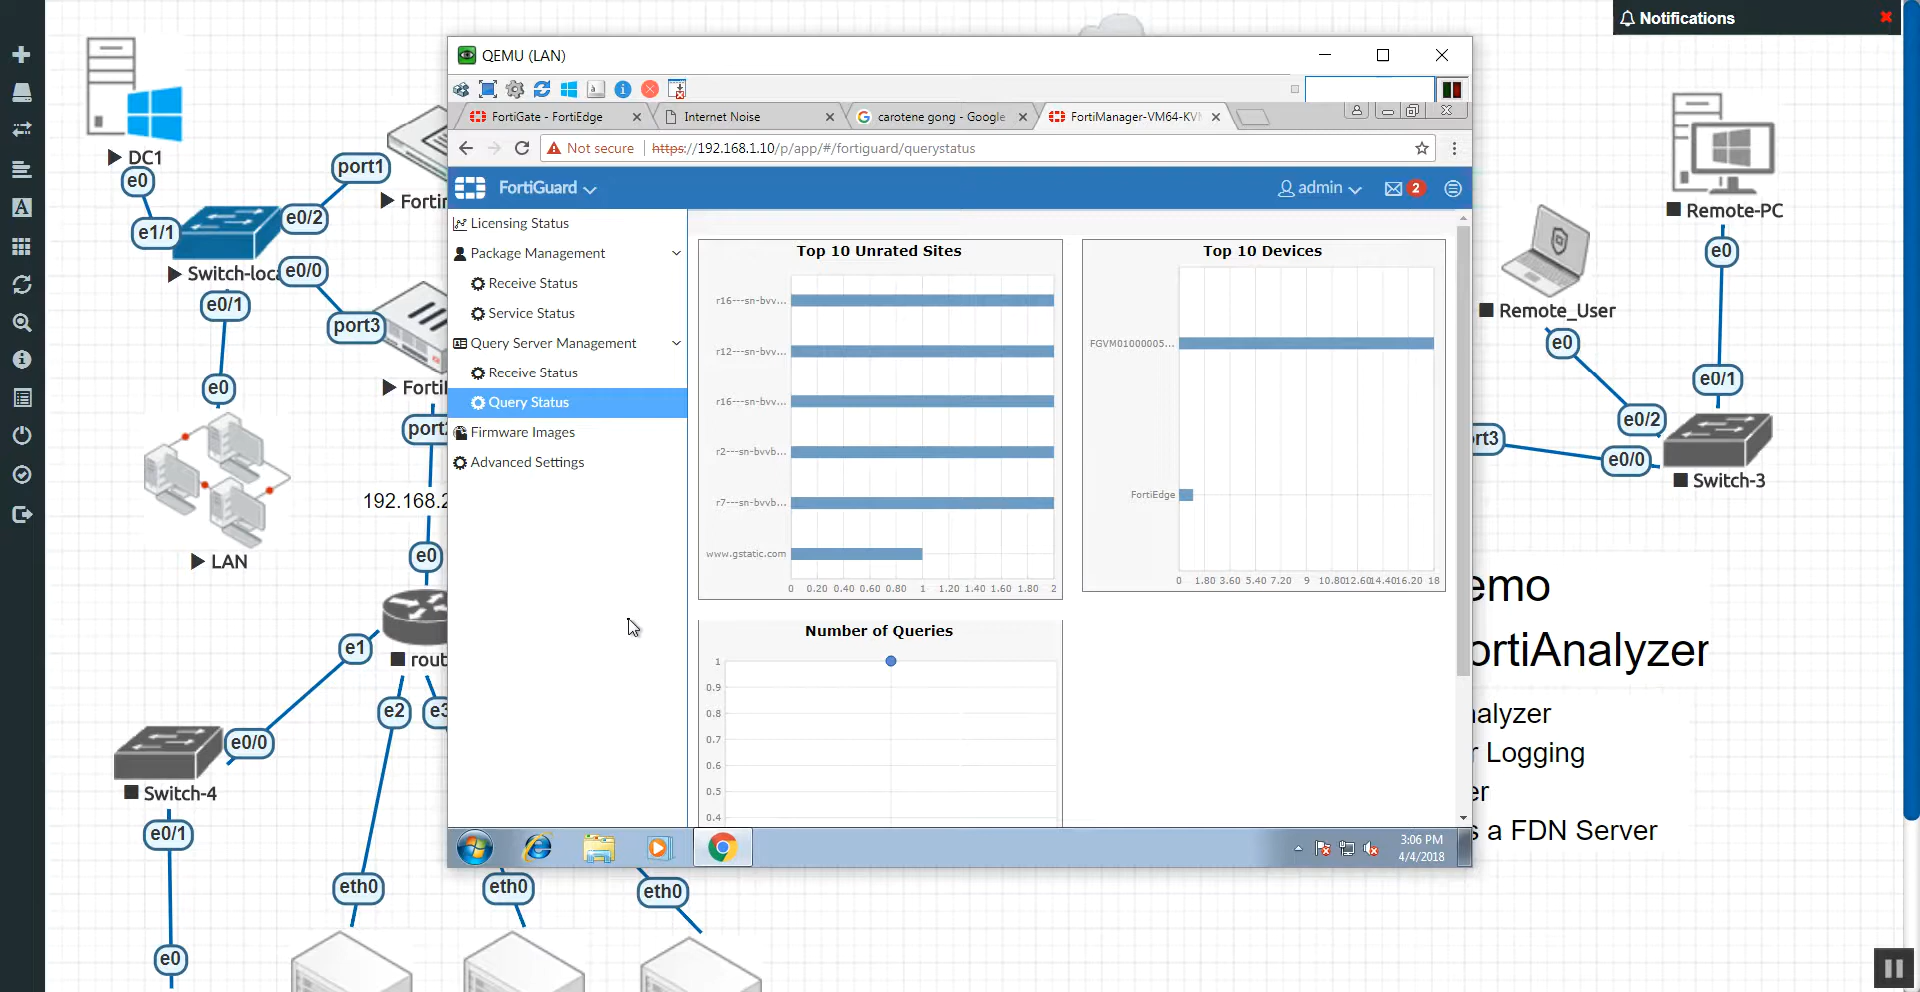 Notifications
QEMU (LAN)
FortiGate - FortiEdge
Internet Noise
carotene gong - Google
FortiManager-VM64-KV
Not secure
https://192.168.1.10/p/app/#/fortiguard/querystatus
FortiGuard
admin
2
Licensing Status
Package Management
Receive Status
Service Status
Query Server Management
Receive Status
Query Status
Firmware Images
Advanced Settings
Top 10 Unrated Sites
r16---sn-bvv...
r12---sn-bvv...
r16---sn-bvv...
r2---sn-bvvb...
r7---sn-bvvb...
www.gstatic.com
0 0.20 0.40 0.60 0.80 1 1.20 1.40 1.60 1.80 2
Top 10 Devices
FGVM01000005...
FortiEdge
0 1.80 3.60 5.40 7.20 9 10.80 12.60 14.40 16.20 18
Number of Queries
1
0.9
0.8
0.7
0.6
0.5
0.4
3:06 PM
4/4/2018
DC1
e0
e1/1
port1
e0/2
Fortin
Switch-loca
e0/0
e0/1
port3
Forti
e0
LAN
port2
192.168.2
e0
rout
e1
e2
e3
e0/0
Switch-4
e0/1
e0
eth0
eth0
eth0
Remote-PC
e0
Remote_User
e0
e0/1
e0/2
rt3
e0/0
Switch-3
emo
ortiAnalyzer
nalyzer
r Logging
er
s a FDN Server